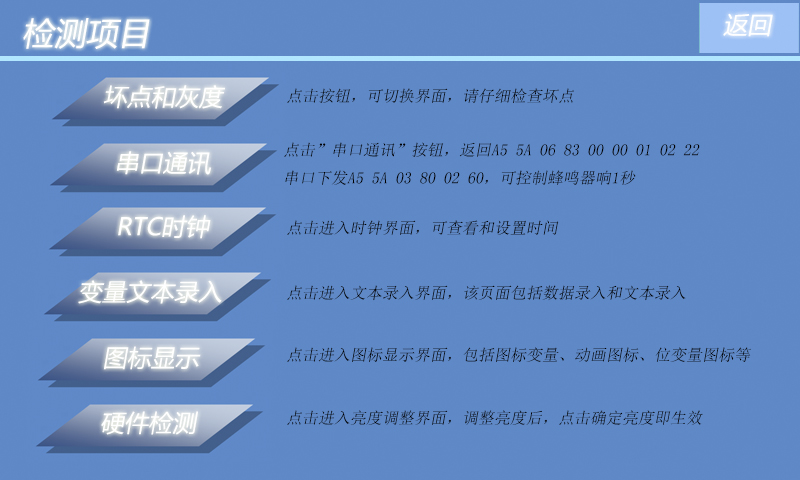 检测项目
返回
坏点和灰度
点击按钮，可切换界面，请仔细检查坏点
串口通讯
点击”串口通讯”按钮，返回A5 5A 06 83 00 00 01 02 22
串口下发A5 5A 03 80 02 60，可控制蜂鸣器响1秒
RTC时钟
点击进入时钟界面，可查看和设置时间
变量文本录入
点击进入文本录入界面，该页面包括数据录入和文本录入
图标显示
点击进入图标显示界面，包括图标变量、动画图标、位变量图标等
硬件检测
点击进入亮度调整界面，调整亮度后，点击确定亮度即生效